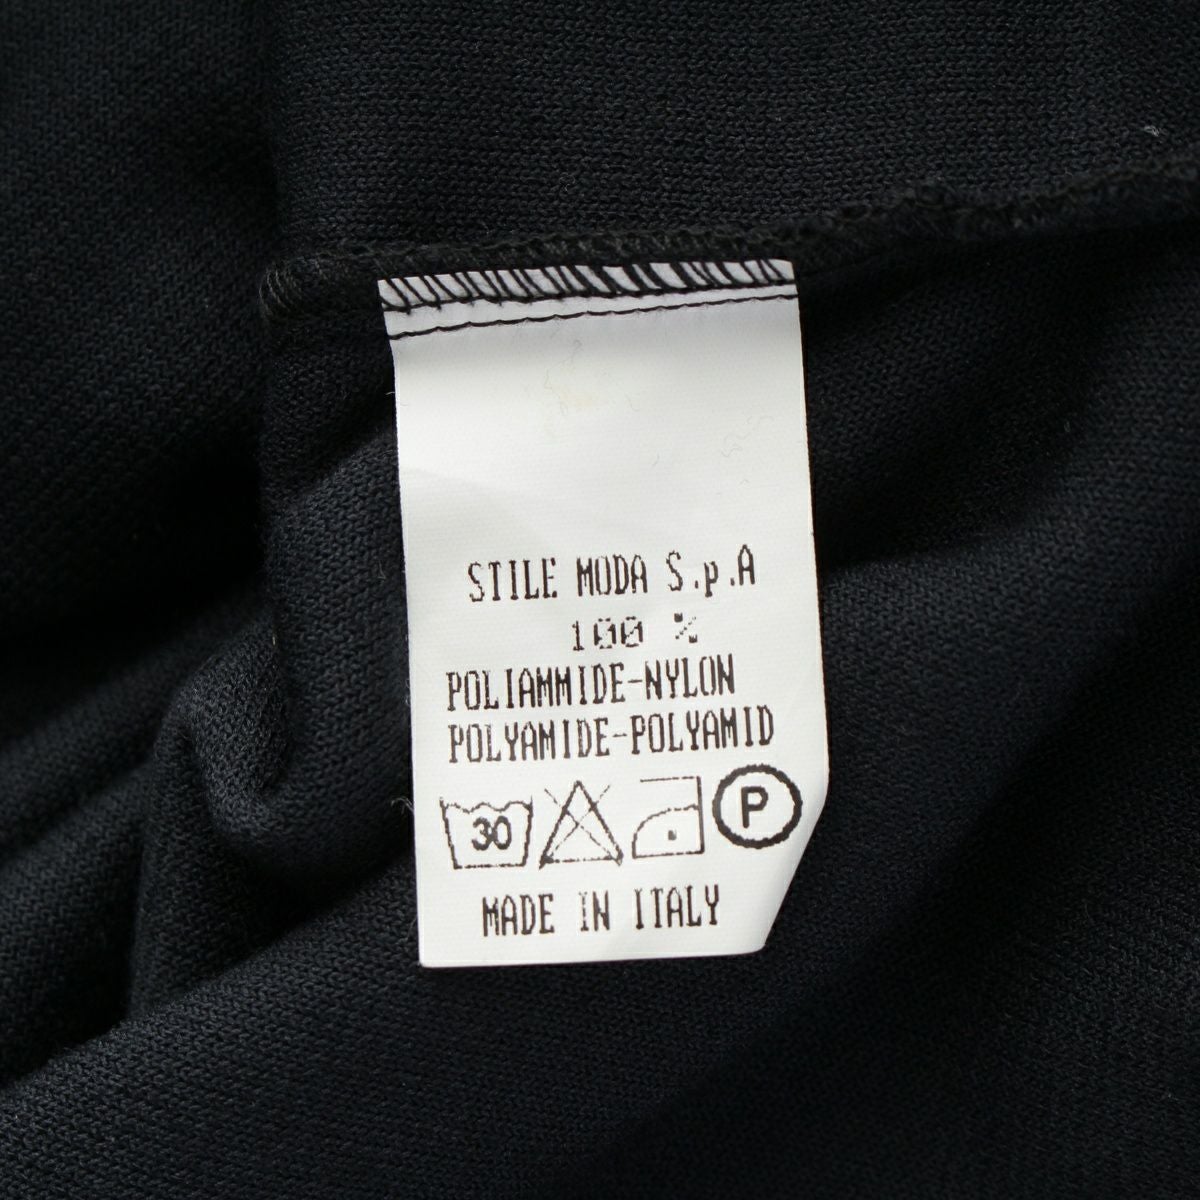 STILE MODA S.p.A
100 %
POLIAMMIDE-NYLON
POLYAMIDE-POLYAMID
30 P
MADE IN ITALY